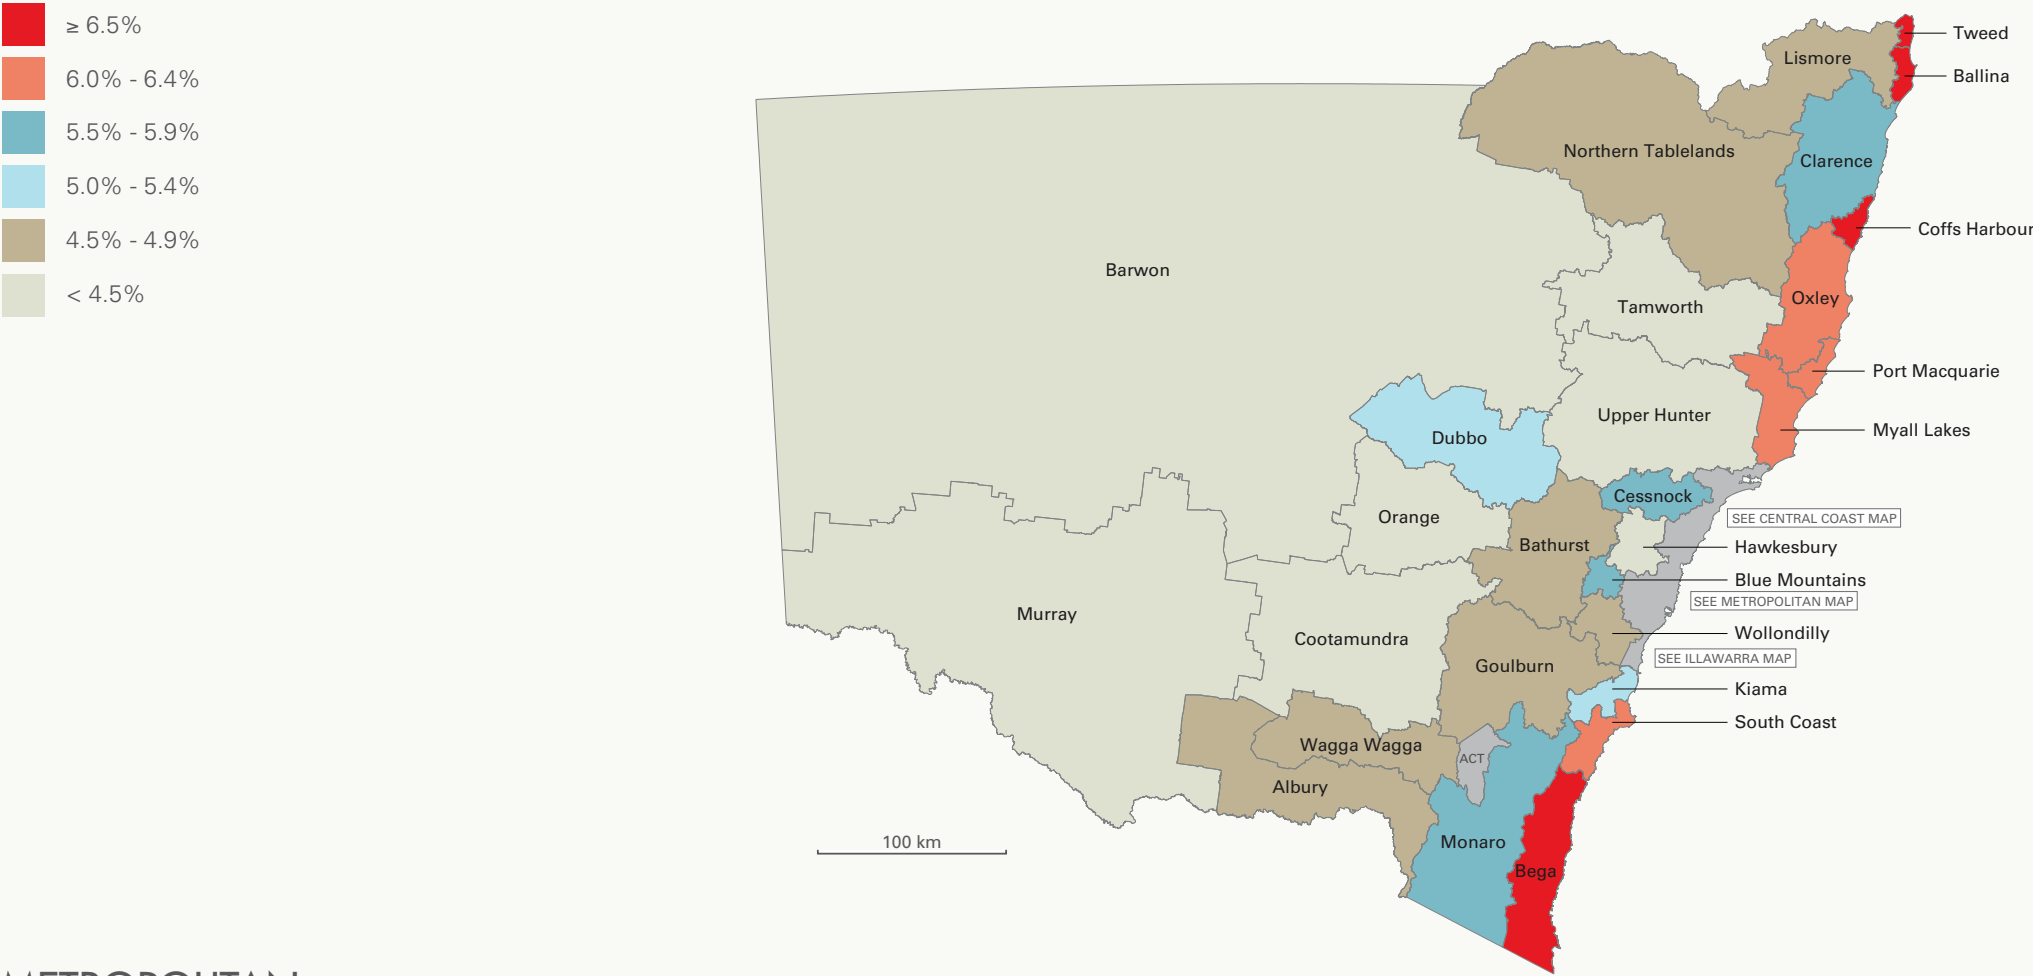 ≥ 6.5%
6.0% - 6.4%
5.5% - 5.9%
5.0% - 5.4%
4.5% - 4.9%
< 4.5%
Tweed
Lismore
Ballina
Northern Tablelands
Clarence
Coffs Harbour
Barwon
Oxley
Tamworth
Port Macquarie
Upper Hunter
Myall Lakes
Dubbo
Cessnock
Orange
SEE CENTRAL COAST MAP
Bathurst
Hawkesbury
Blue Mountains
SEE METROPOLITAN MAP
Murray
Wollondilly
Cootamundra
SEE ILLAWARRA MAP
Goulburn
Kiama
South Coast
Wagga Wagga
ACT
Albury
100 km
Monaro
Bega
METROPOLITAN